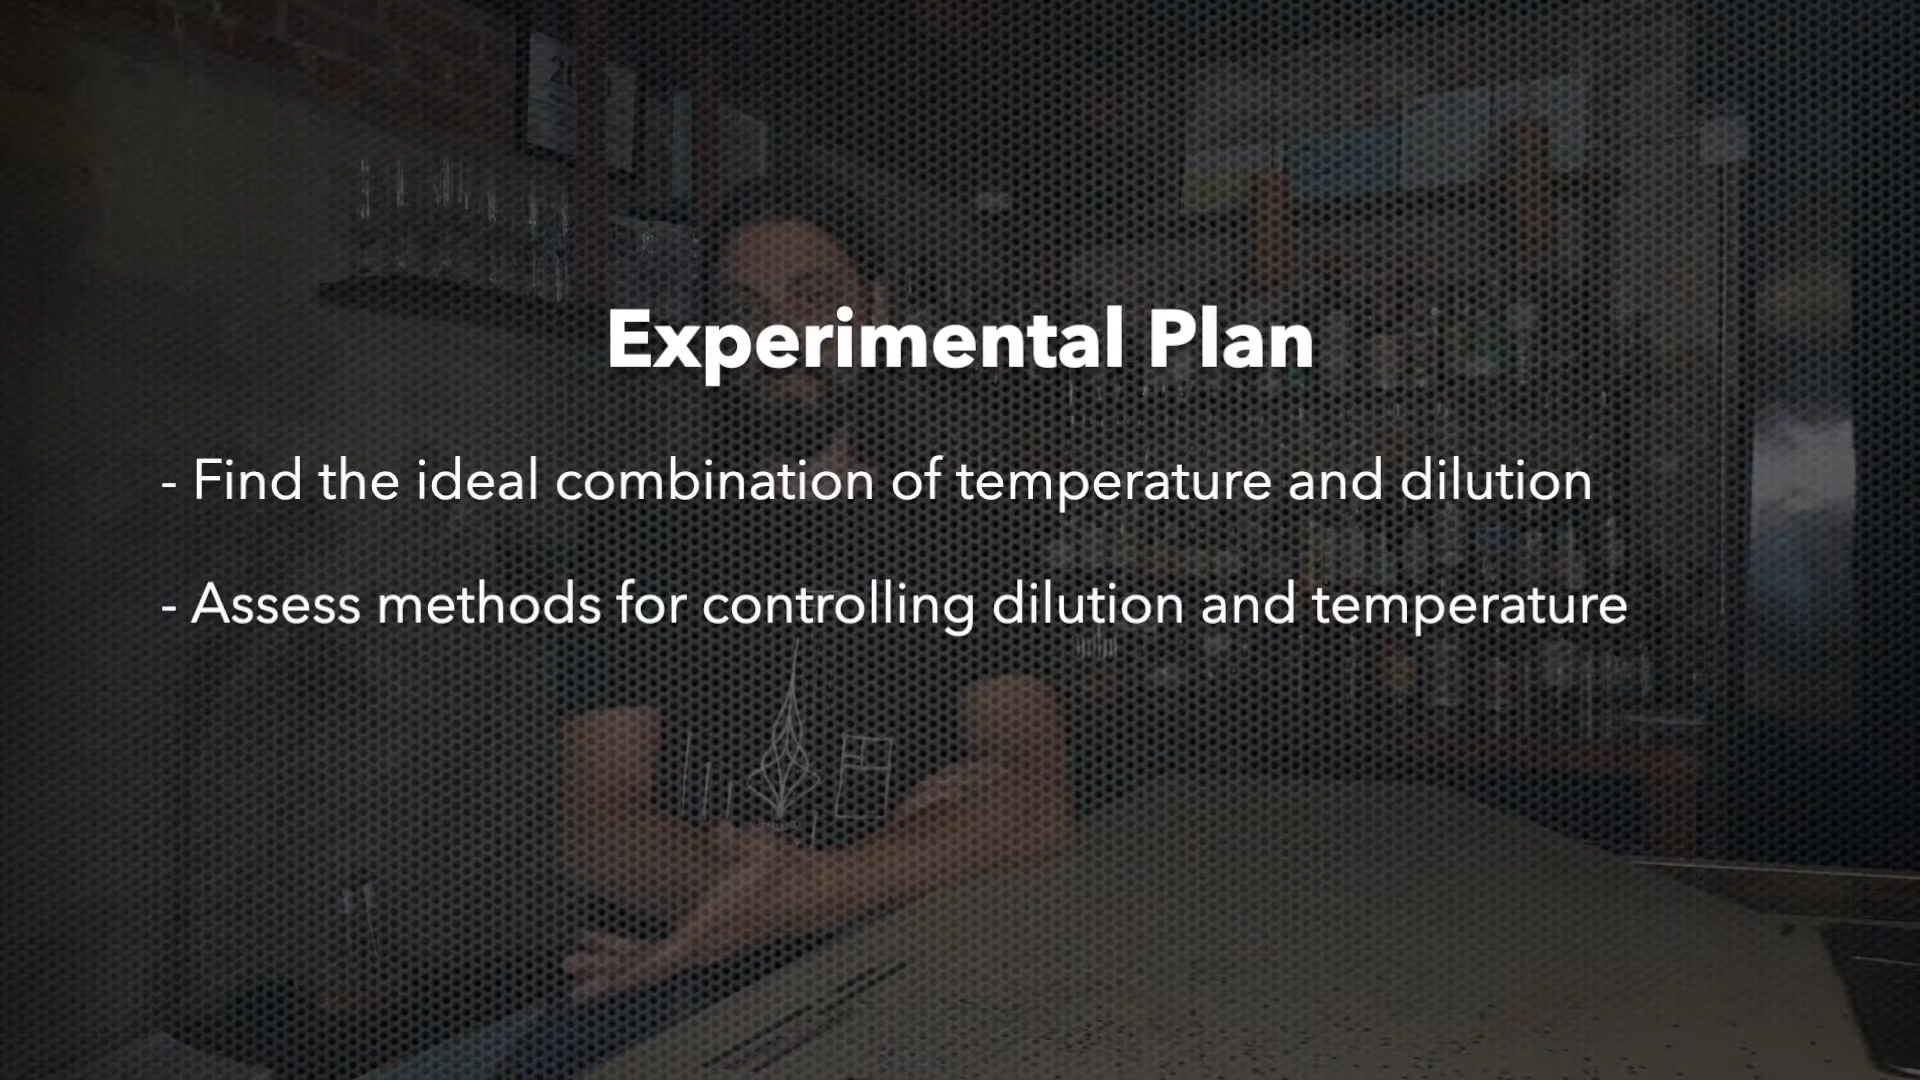 Experimental Plan
- Find the ideal combination of temperature and dilution
- Assess methods for controlling dilution and temperature